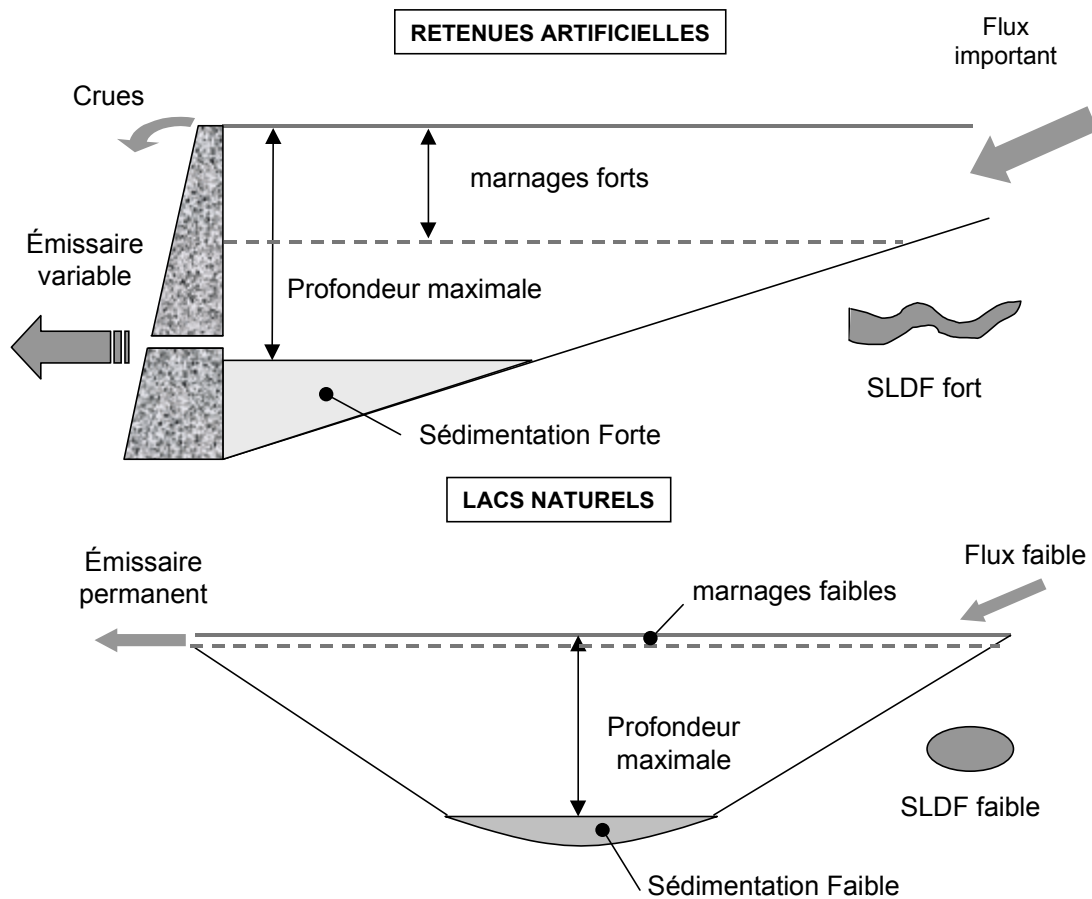 RETENUES ARTIFICIELLES
Flux
important
Crues
marnages forts
Émissaire
variable
Profondeur maximale
SLDF fort
Sédimentation Forte
LACS NATURELS
Émissaire
permanent
Flux faible
marnages faibles
Profondeur
maximale
SLDF faible
Sédimentation Faible